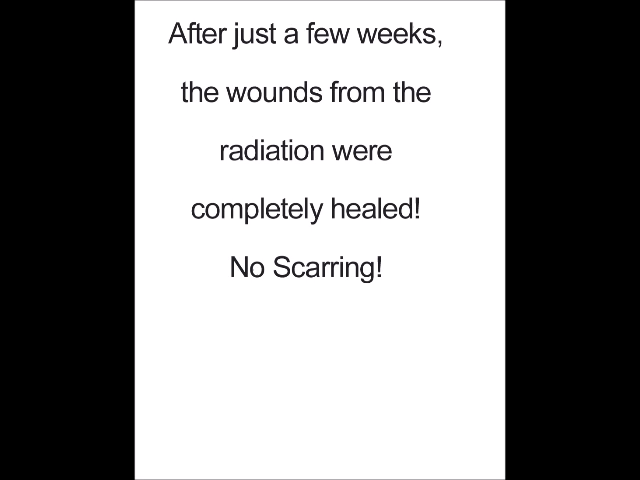 After just a few weeks,
the wounds from the
radiation were
completely healed!
No Scarring!